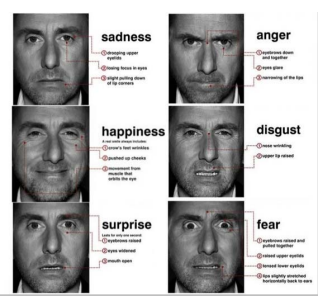 sadness
1 drooping upper
eyelids
2 losing focus in eyes
3 slight pulling down
of lip corners
anger
1 eyebrows down
and together
2 eyes glare
3 narrowing of the lips
happiness
A real smile always includes:
1 crow's feet wrinkles
2 pushed up cheeks
3 movement from
muscle that
orbits the eye
disgust
1 nose wrinkling
2 upper lip raised
surprise
Lasts for only one second
1 eyebrows raised
2 eyes widened
3 mouth open
fear
1 eyebrows raised and
pulled together
2 raised upper eyelids
3 tensed lower eyelids
lips slightly stretched
horizontally back to ears